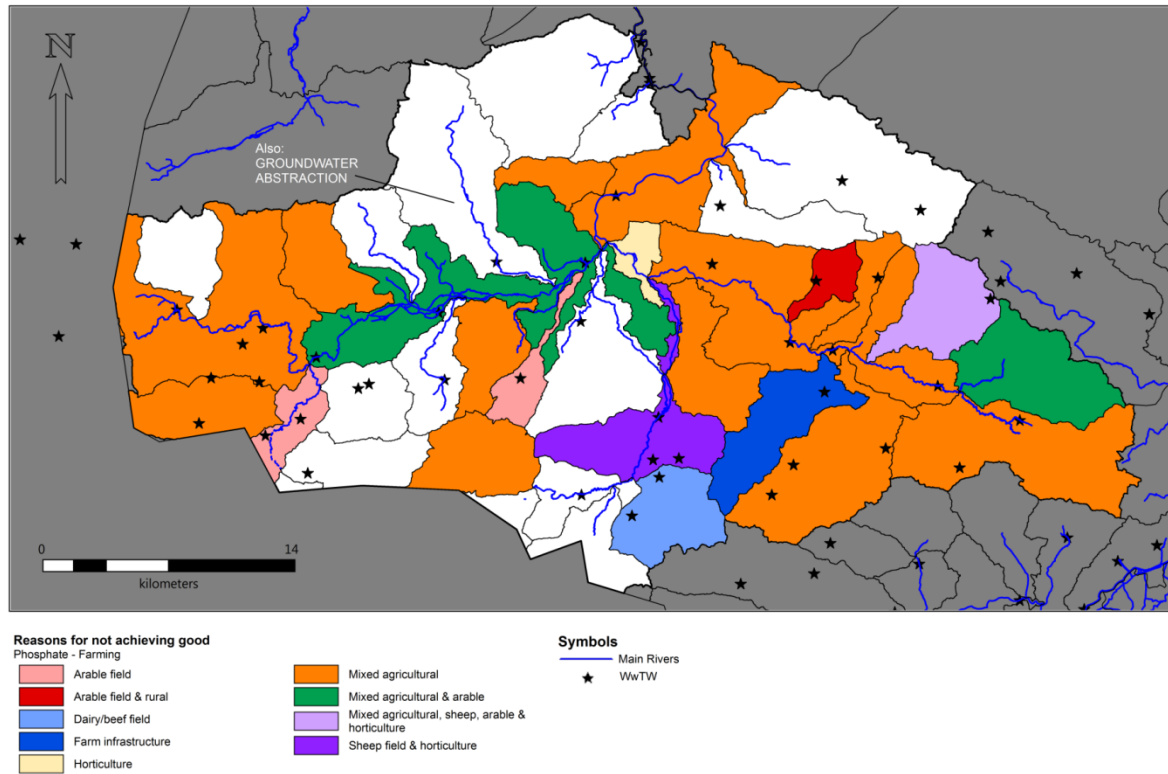 N
Also:
GROUNDWATER
ABSTRACTION
0 14
kilometers
Reasons for not achieving good
Phosphate - Farming
Arable field
Arable field & rural
Dairy/beef field
Farm infrastructure
Horticulture
Mixed agricultural
Mixed agricultural & arable
Mixed agricultural, sheep, arable &
horticulture
Sheep field & horticulture
Symbols
Main Rivers
WwTW